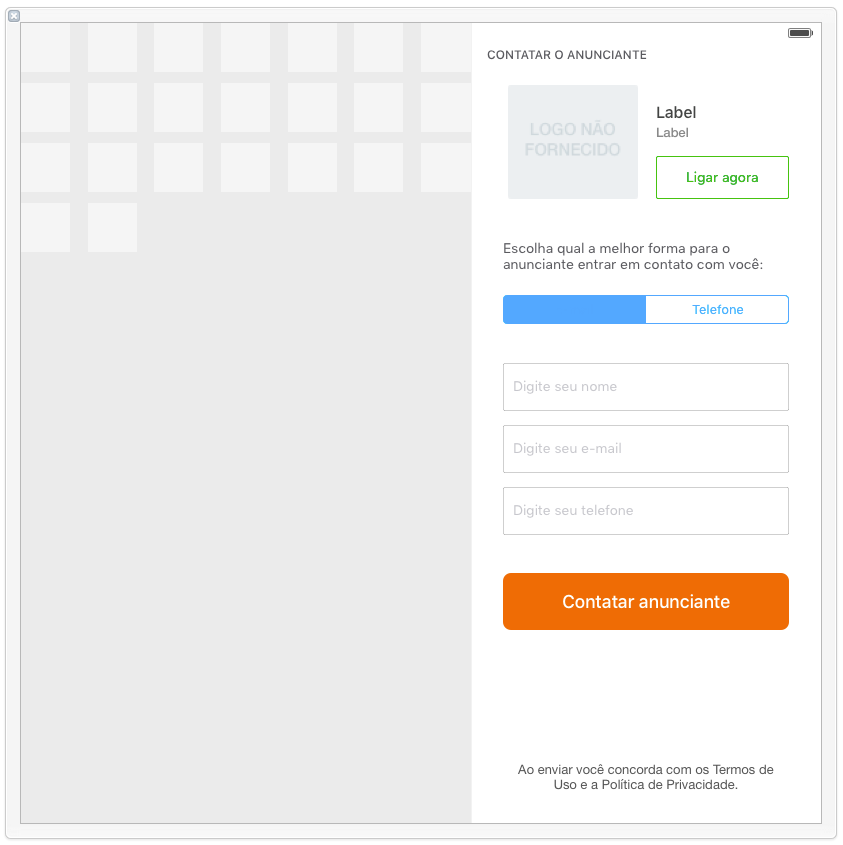 CONTATAR O ANUNCIANTE
LOGO NÃO
FORNECIDO
Label
Label
Ligar agora
Escolha qual a melhor forma para o
anunciante entrar em contato com você:
Telefone
Digite seu nome
Digite seu e-mail
Digite seu telefone
Contatar anunciante
Ao enviar você concorda com os Termos de
Uso e a Política de Privacidade.